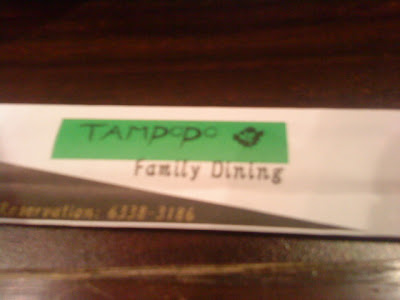 TAMPOPO
Family Dining
Reservation: 6338-3186